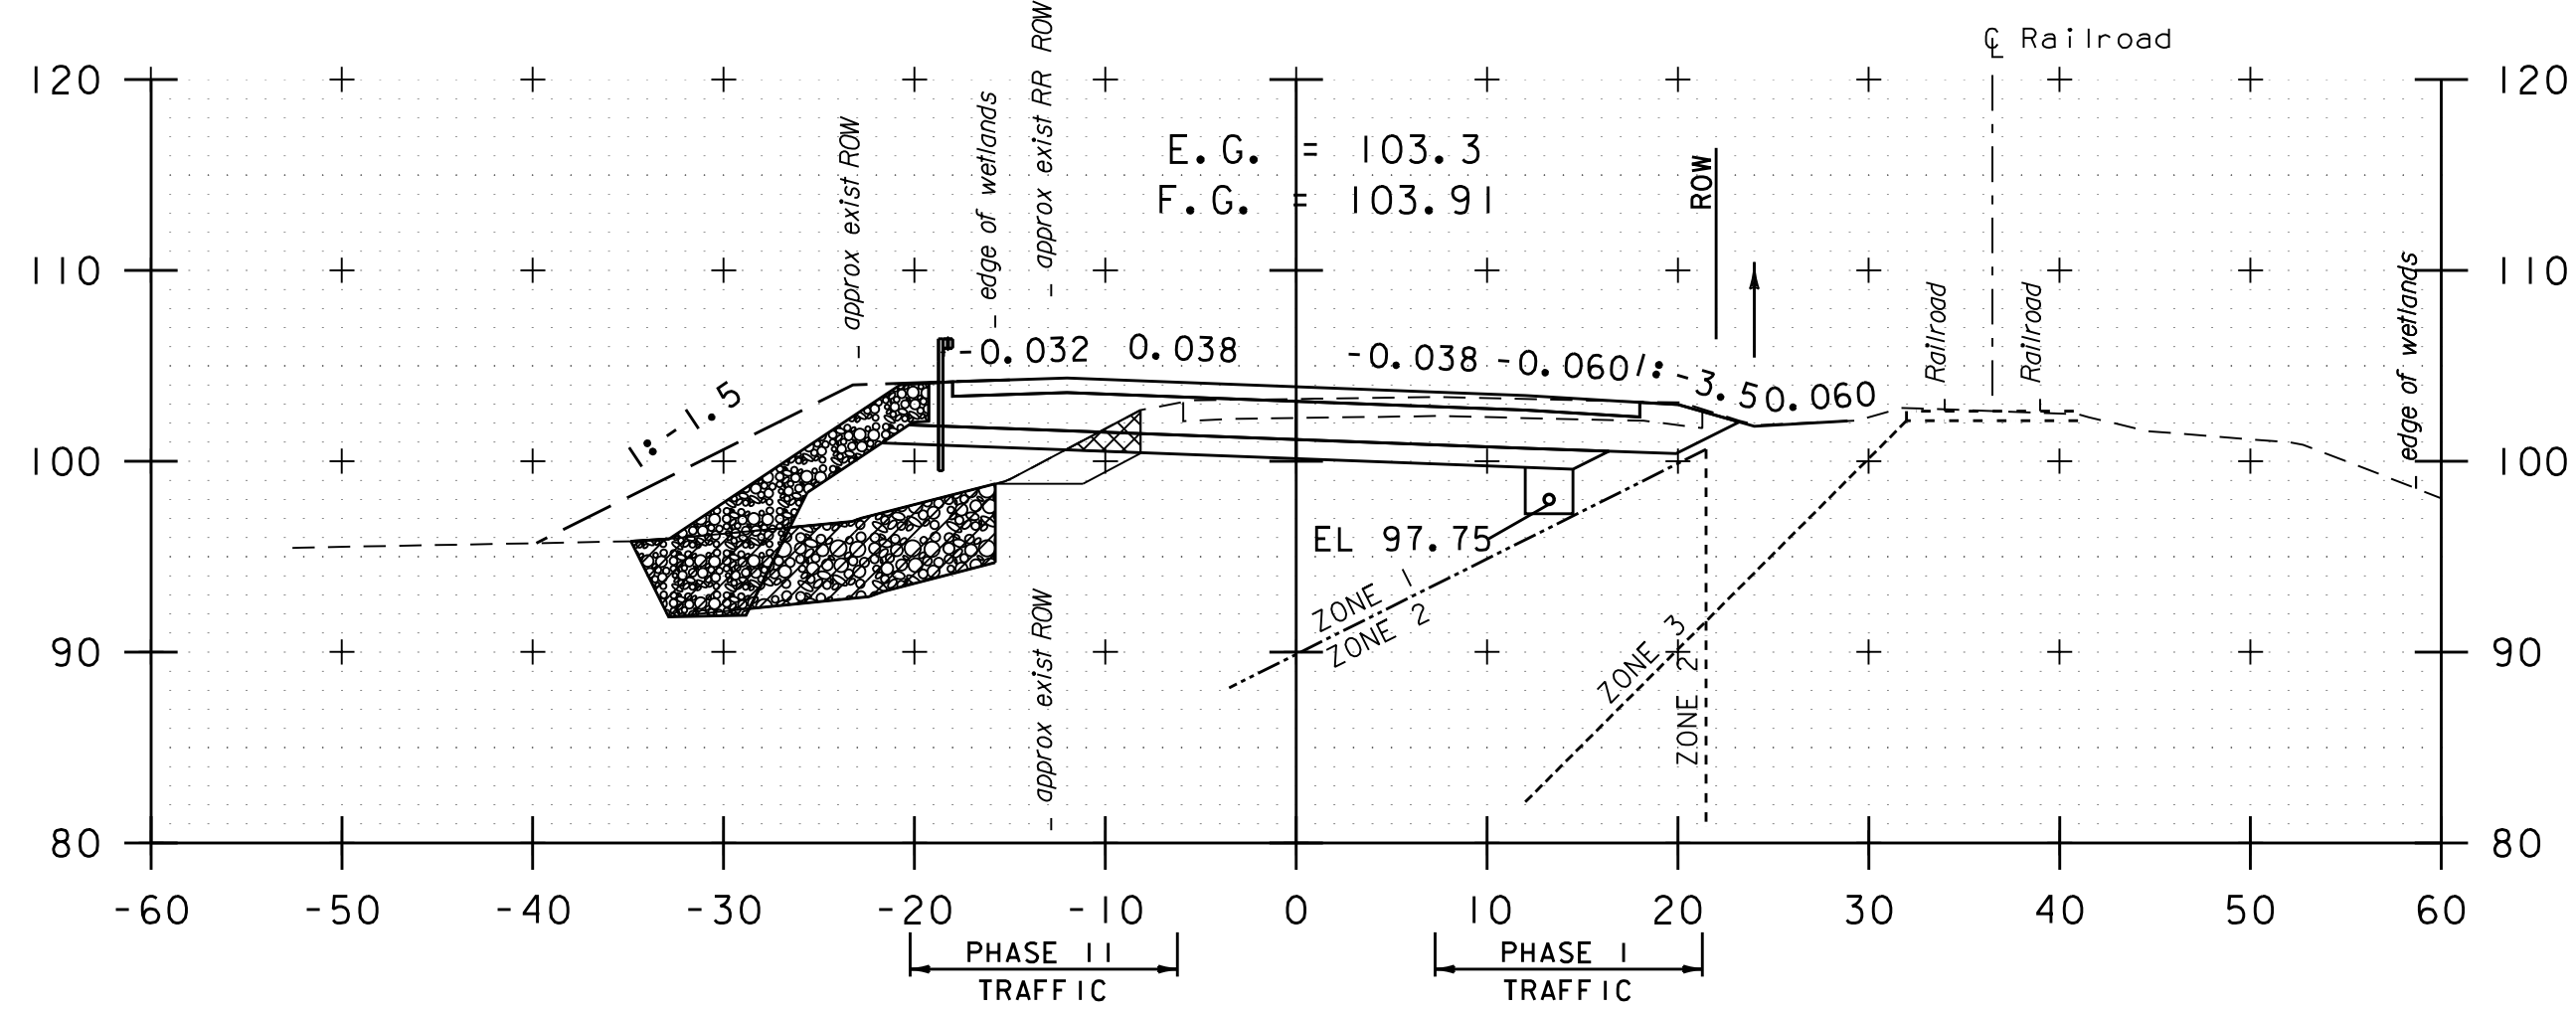 ℄ Railroad
120
120
approx exist RR ROW
edge of wetlands
approx exist ROW
E.G. = 103.3
F.G. = 103.91
ROW
110
110
Railroad
Railroad
edge of wetlands
-0.032
0.038
-0.038
-0.060
1:-3.5
0.060
1:-1.5
100
100
EL 97.75
ZONE 1
ZONE 2
ZONE 3
ZONE 2
approx exist ROW
90
90
80
80
-60 -50 -40 -30 -20 -10 0 10 20 30 40 50 60
PHASE II
TRAFFIC
PHASE I
TRAFFIC